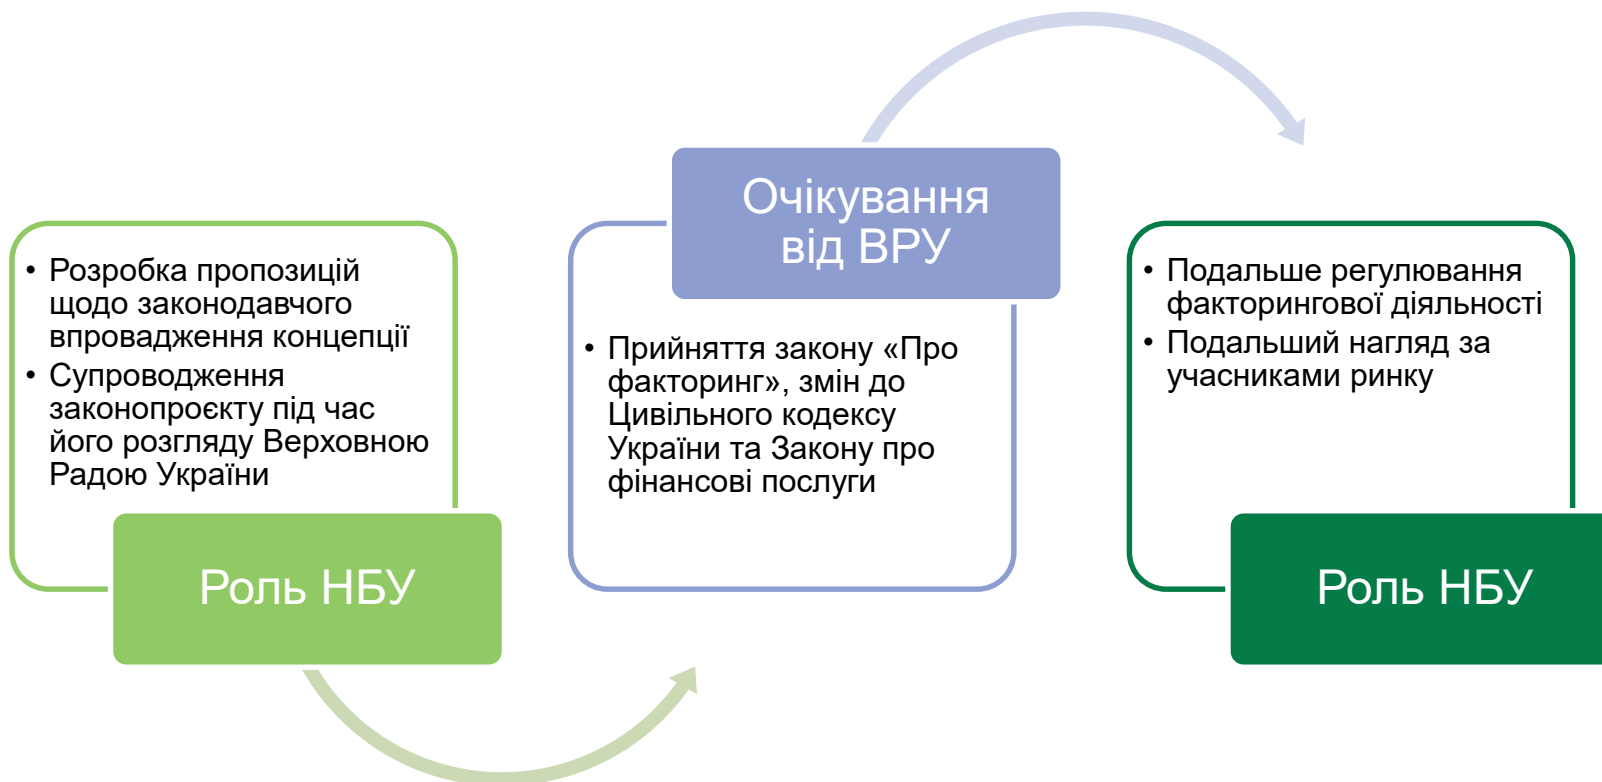 • Розробка пропозицій
щодо законодавчого
впровадження концепції
• Супроводження
законопроєкту під час
його розгляду Верховною
Радою України
Роль НБУ
Очікування
від ВРУ
• Прийняття закону «Про
факторинг», змін до
Цивільного кодексу
України та Закону про
фінансові послуги
• Подальше регулювання
факторингової діяльності
• Подальший нагляд за
учасниками ринку
Роль НБУ